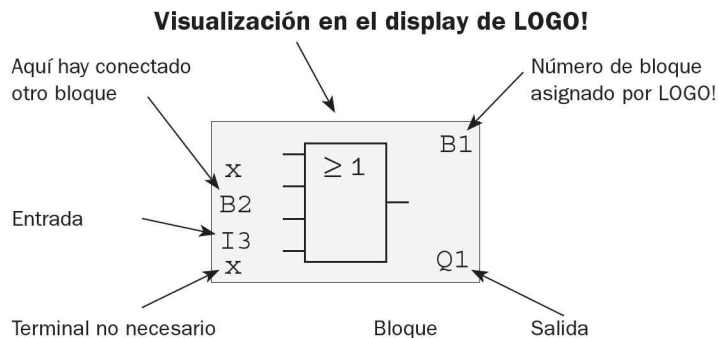 Visualización en el display de LOGO!
Aquí hay conectado
otro bloque
Número de bloque
asignado por LOGO!
B1
x
≥ 1
B2
Entrada
I3
x
Q1
Terminal no necesario
Bloque
Salida